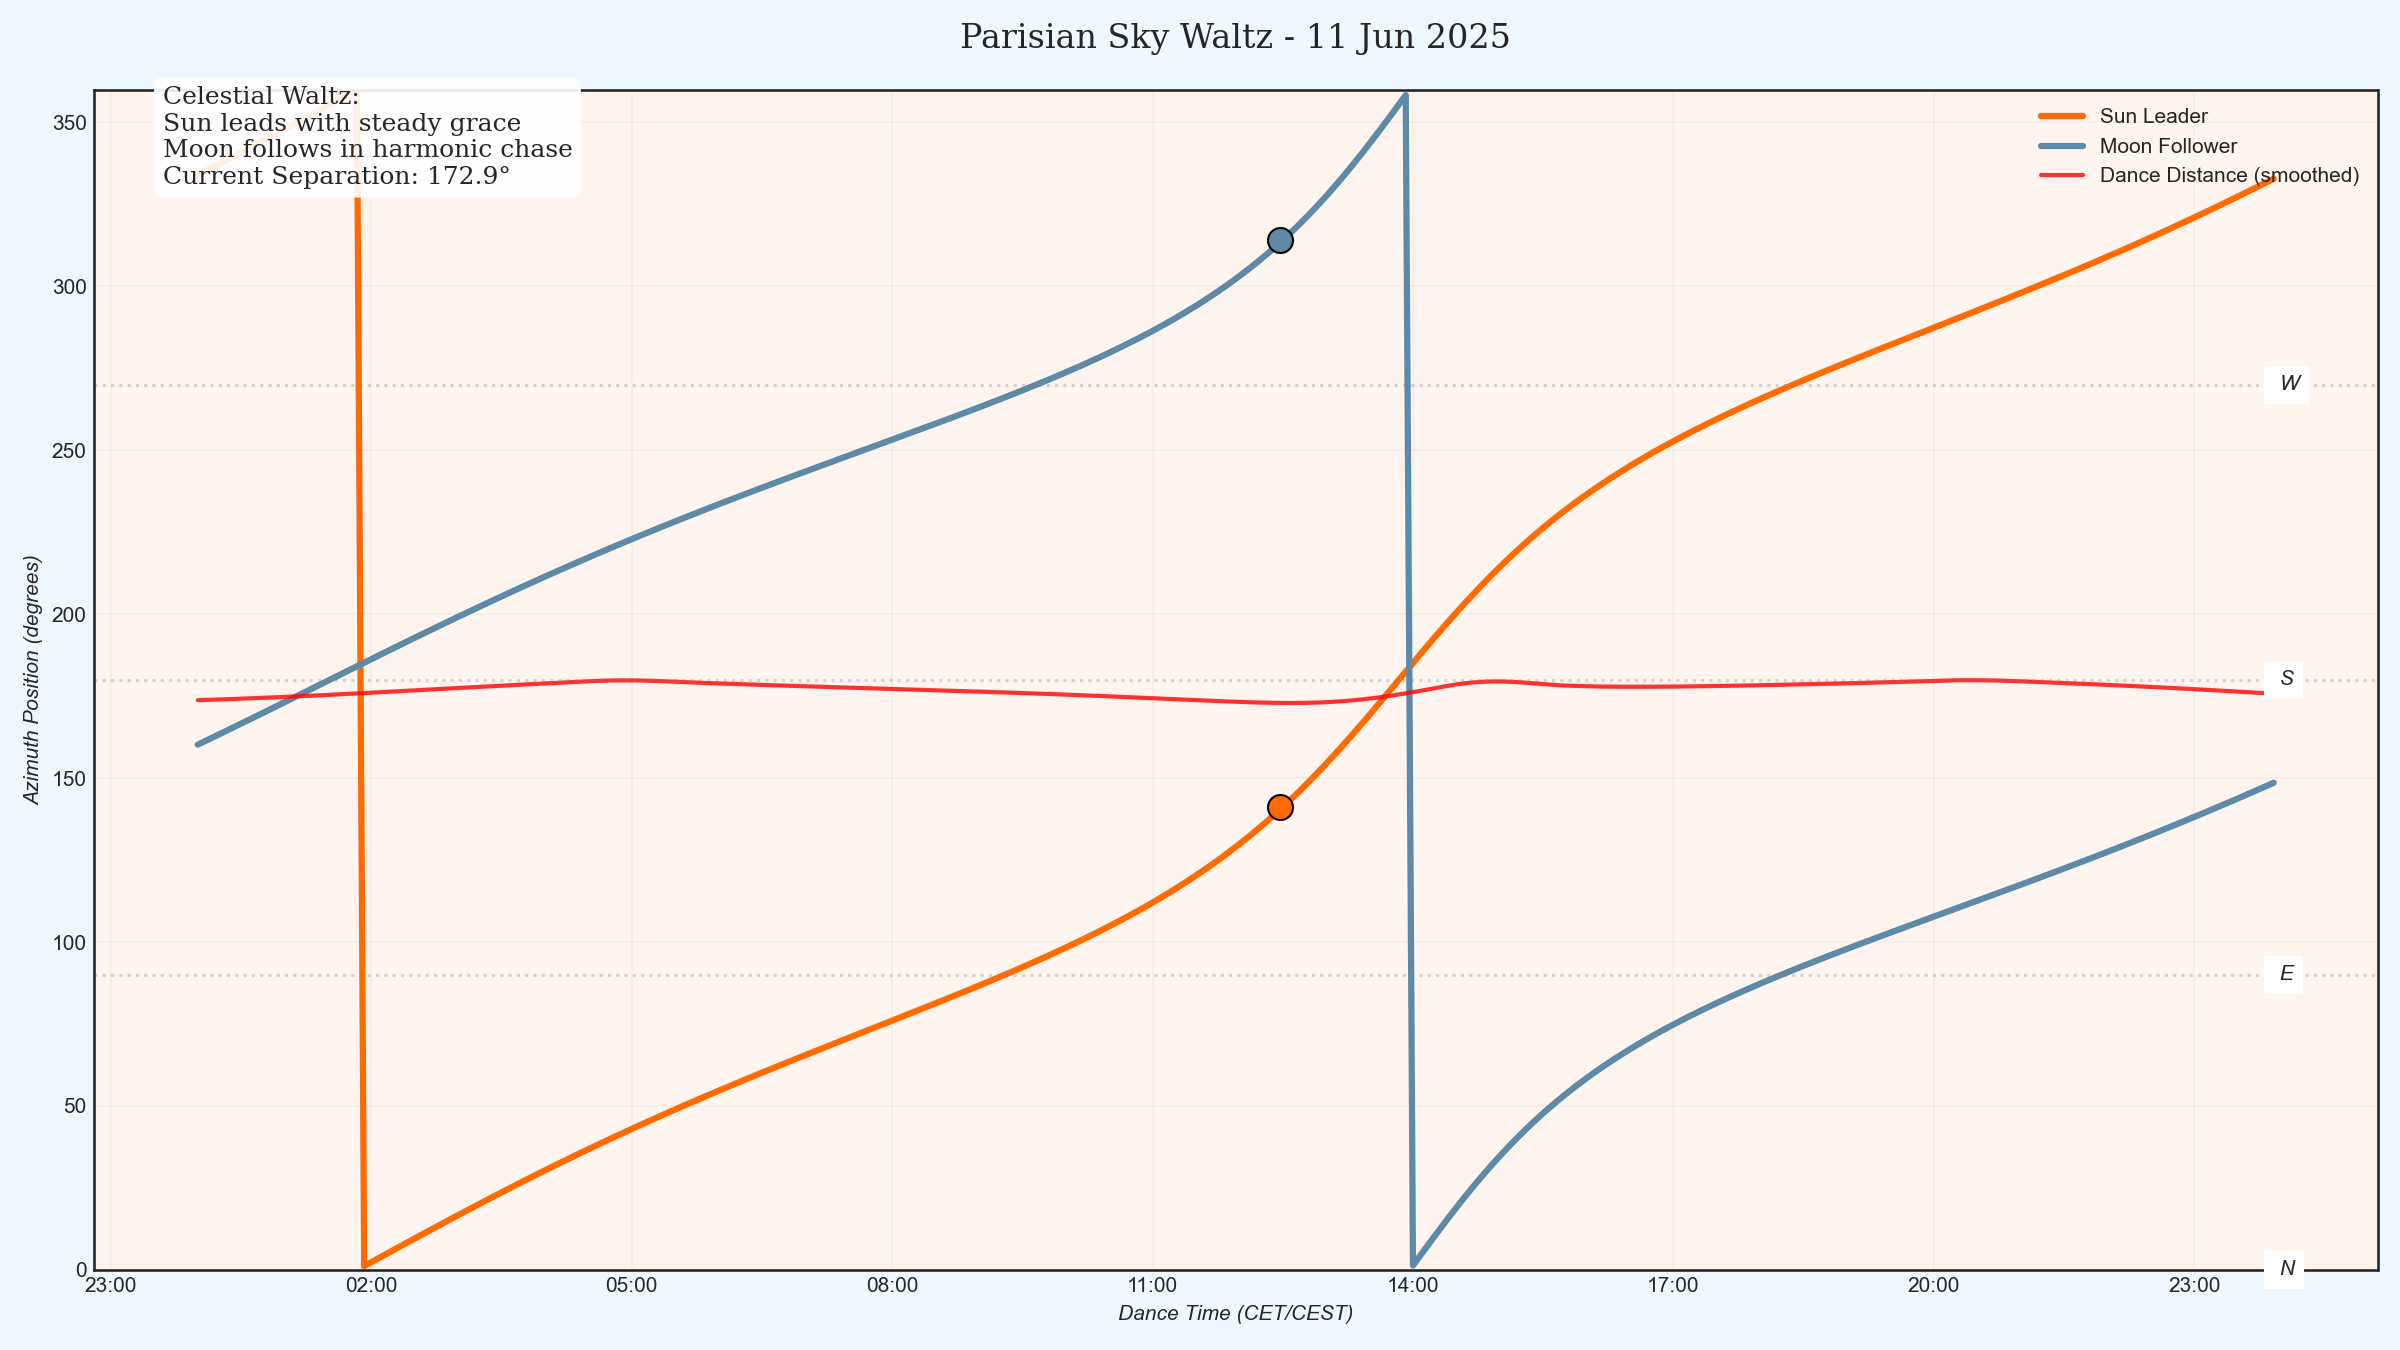 Parisian Sky Waltz - 11 Jun 2025
Celestial Waltz:
Sun leads with steady grace
Moon follows in harmonic chase
Current Separation: 172.9°
Sun Leader
Moon Follower
Dance Distance (smoothed)
Azimuth Position (degrees)
350
300
250
200
150
100
50
0
W
S
E
N
23:00 02:00 05:00 08:00 11:00 14:00 17:00 20:00 23:00
Dance Time (CET/CEST)